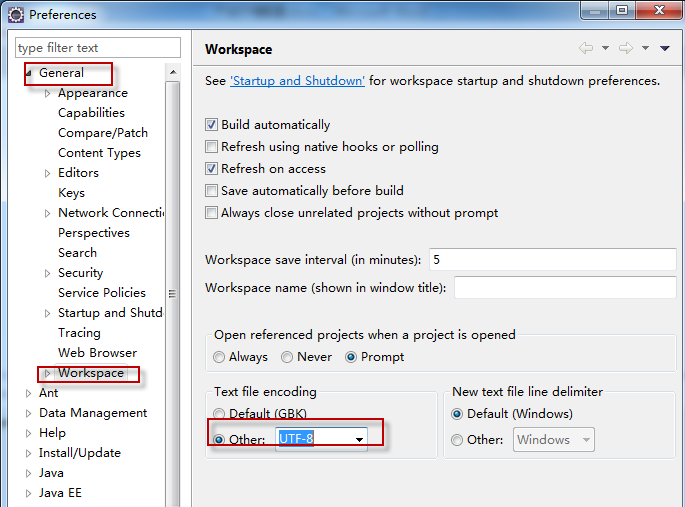 Preferences
type filter text
General
Appearance
Capabilities
Compare/Patch
Content Types
Editors
Keys
Network Connecti
Perspectives
Search
Security
Service Policies
Startup and Shutd
Tracing
Web Browser
Workspace
Ant
Data Management
Help
Install/Update
Java
Java EE
Workspace
See 'Startup and Shutdown' for workspace startup and shutdown preferences.
Build automatically
Refresh using native hooks or polling
Refresh on access
Save automatically before build
Always close unrelated projects without prompt
Workspace save interval (in minutes): 5
Workspace name (shown in window title):
Open referenced projects when a project is opened
Always Never Prompt
Text file encoding
Default (GBK)
Other: UTF-8
New text file line delimiter
Default (Windows)
Other: Windows